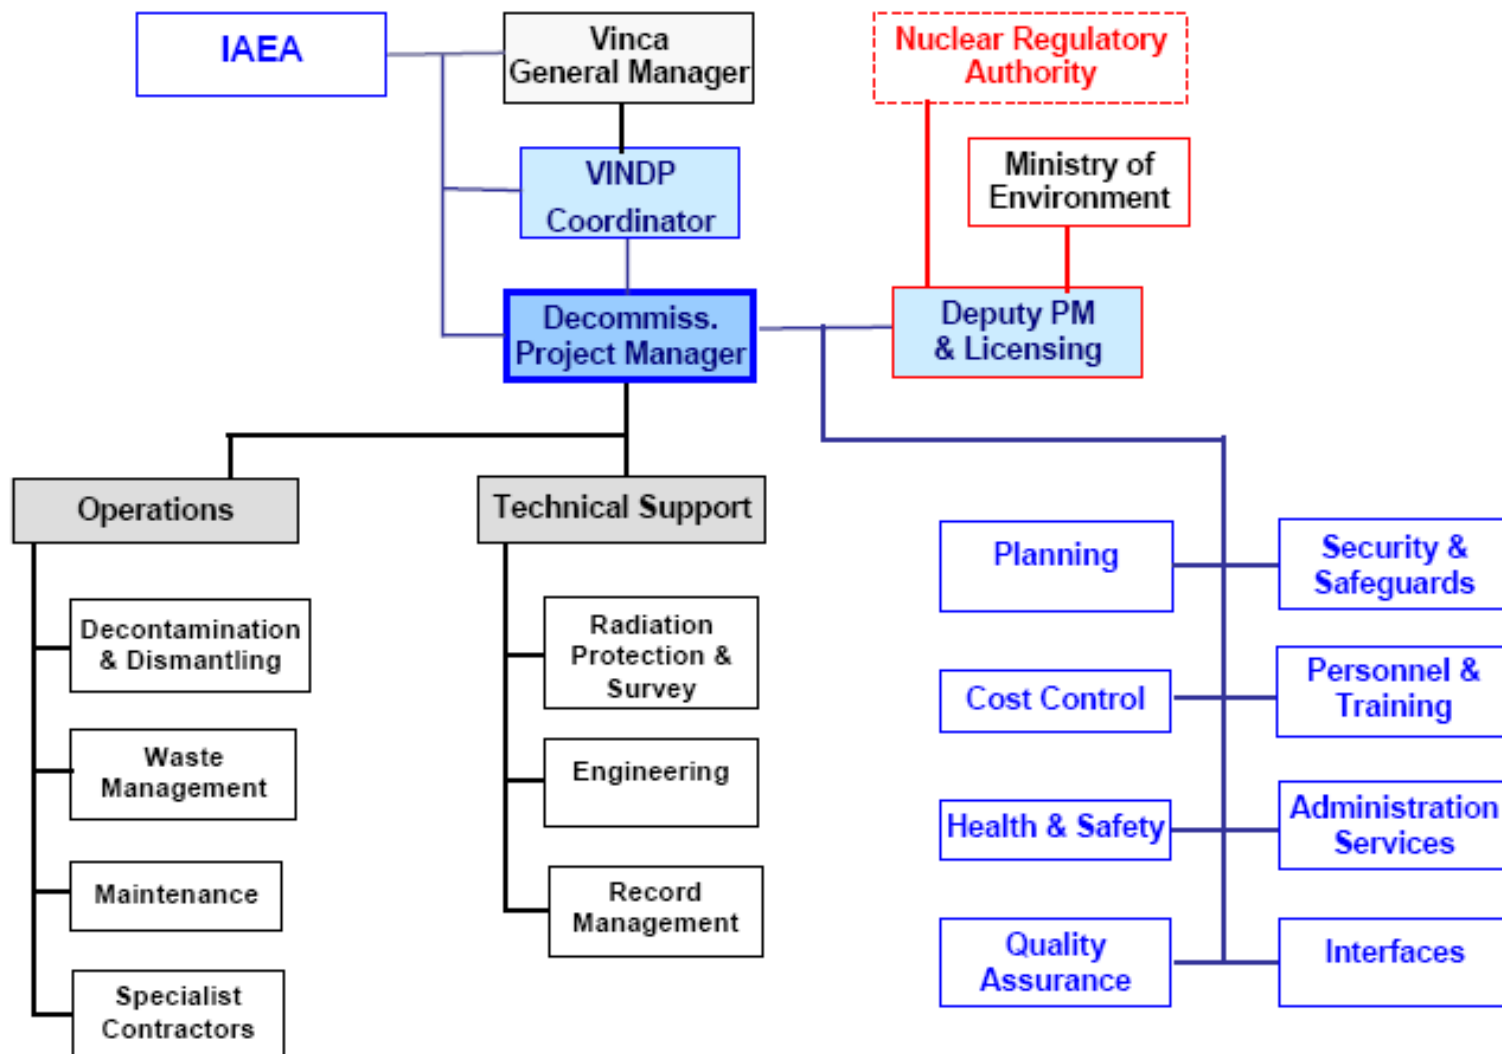 IAEA
Vinca
General Manager
Nuclear Regulatory
Authority
Ministry of
Environment
VINDP
Coordinator
Decommiss.
Project Manager
Deputy PM
& Licensing
Operations
Technical Support
Decontamination
& Dismantling
Waste
Management
Maintenance
Specialist
Contractors
Radiation
Protection &
Survey
Engineering
Record
Management
Planning
Security &
Safeguards
Cost Control
Personnel &
Training
Health & Safety
Administration
Services
Quality
Assurance
Interfaces